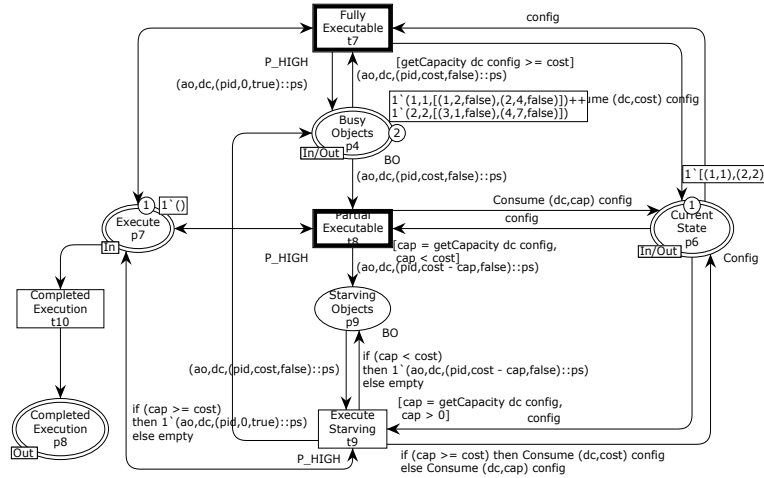 Fully
Executable
t7
config
P_HIGH
[getCapacity dc config >= cost]
(ao,dc,(pid,0,true)::ps)
(ao,dc,(pid,cost,false)::ps)
1`(1,1,[(1,2,false),(2,4,false)])++
1`(2,2,[(3,1,false),(4,7,false)])
ume (dc,cost) config
Busy
Objects
p4
2
In/Out
BO
(ao,dc,(pid,cost,false)::ps)
1`[(1,1),(2,2)
1
1`()
Execute
p7
In
Partial
Executable
t8
P_HIGH
Consume (dc,cap) config
config
1
Current
State
p6
In/Out
Config
[cap = getCapacity dc config,
cap < cost]
(ao,dc,(pid,cost - cap,false)::ps)
Completed
Execution
t10
Starving
Objects
p9
BO
(ao,dc,(pid,cost,false)::ps)
if (cap < cost)
then 1`(ao,dc,(pid,cost - cap,false)::ps)
else empty
Completed
Execution
p8
Out
if (cap >= cost)
then 1`(ao,dc,(pid,0,true)::ps)
else empty
[cap = getCapacity dc config,
cap > 0]
config
Execute
Starving
t9
P_HIGH
if (cap >= cost) then Consume (dc,cost) config
else Consume (dc,cap) config